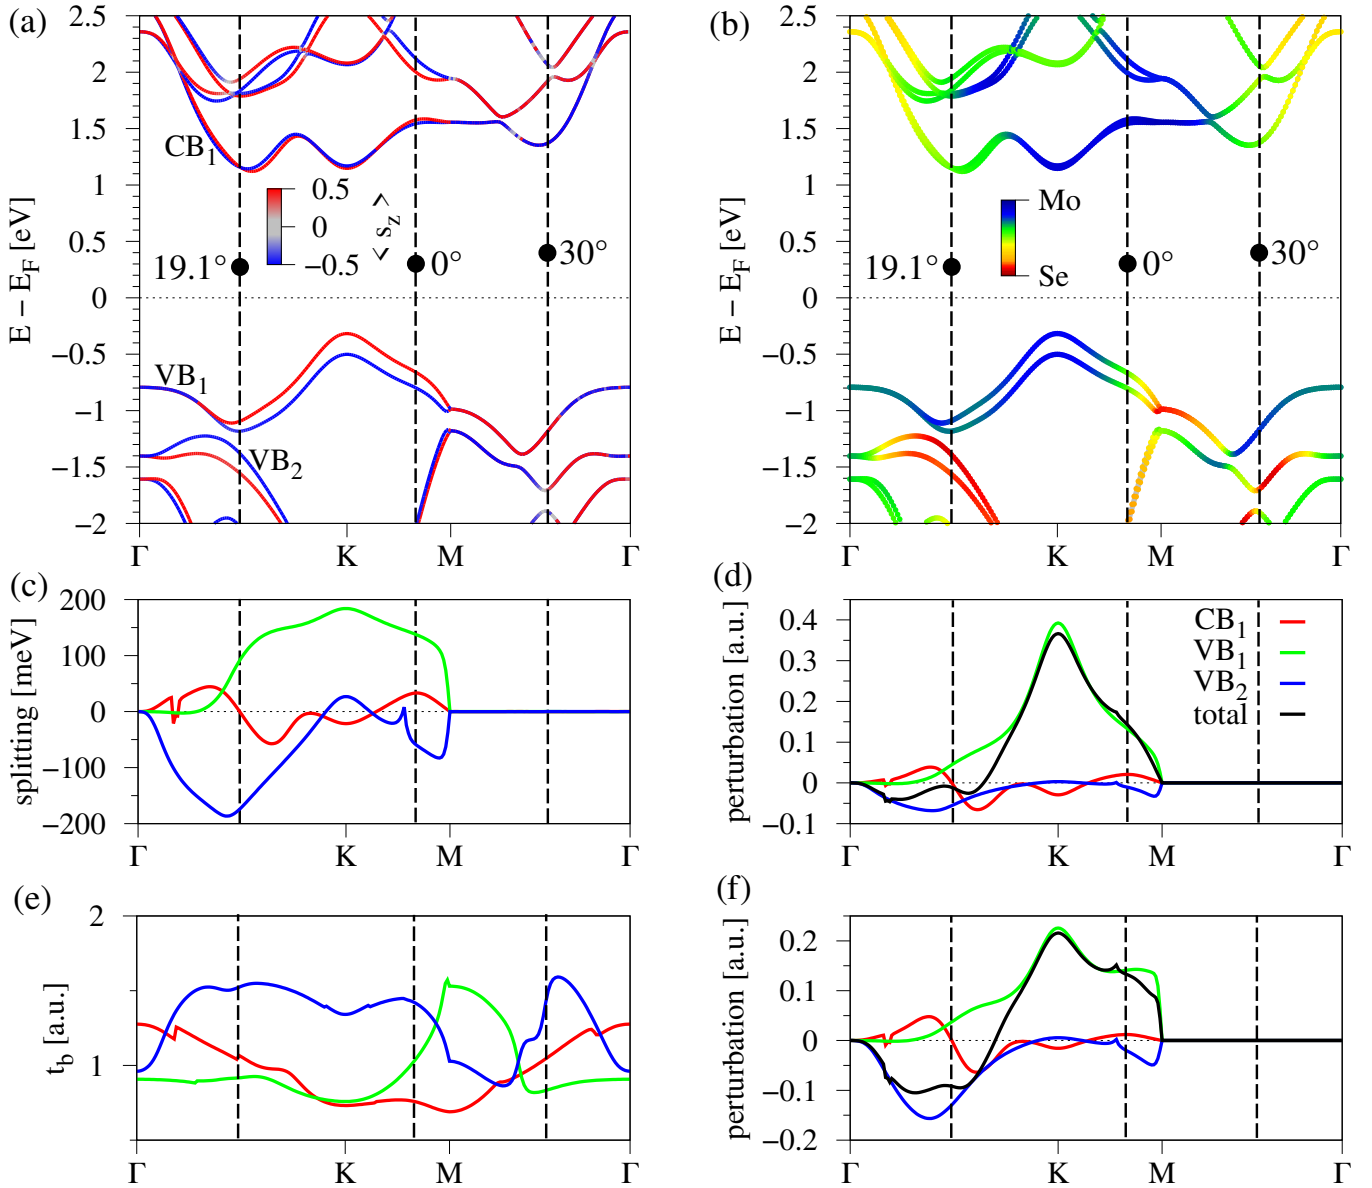 (a)
2.5
2
1.5
1
0.5
0
−0.5
−1
−1.5
−2
E − E_F [eV]
CB₁
VB₁
VB₂
0.5
0
−0.5
< s_z >
19.1°
0°
30°
Γ
K
M
Γ
(b)
2.5
2
1.5
1
0.5
0
−0.5
−1
−1.5
−2
E − E_F [eV]
Mo
Se
19.1°
0°
30°
Γ
K
M
Γ
(c)
200
100
0
−100
−200
splitting [meV]
Γ
K
M
Γ
(d)
0.4
0.3
0.2
0.1
0
−0.1
perturbation [a.u.]
CB₁
VB₁
VB₂
total
Γ
K
M
Γ
(e)
2
1
t_b [a.u.]
Γ
K
M
Γ
(f)
0.2
0.1
0
−0.1
−0.2
perturbation [a.u.]
Γ
K
M
Γ